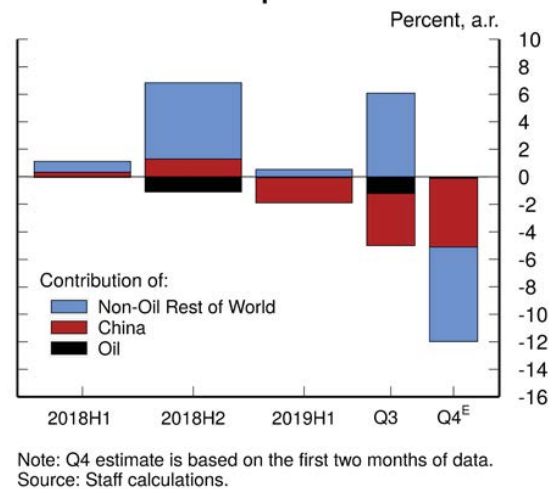 Percent, a.r.
10
8
6
4
2
0
-2
-4
-6
-8
-10
-12
-14
-16
Contribution of:
Non-Oil Rest of World
China
Oil
2018H1 2018H2 2019H1 Q3 Q4ᴱ
Note: Q4 estimate is based on the first two months of data.
Source: Staff calculations.